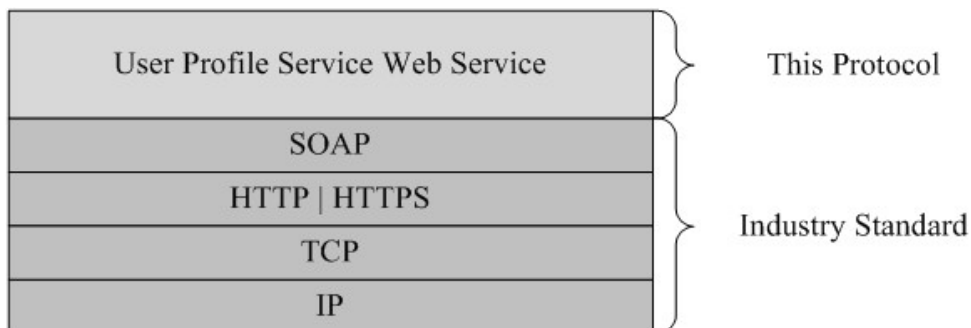 User Profile Service Web Service
This Protocol
SOAP
HTTP | HTTPS
TCP
IP
Industry Standard